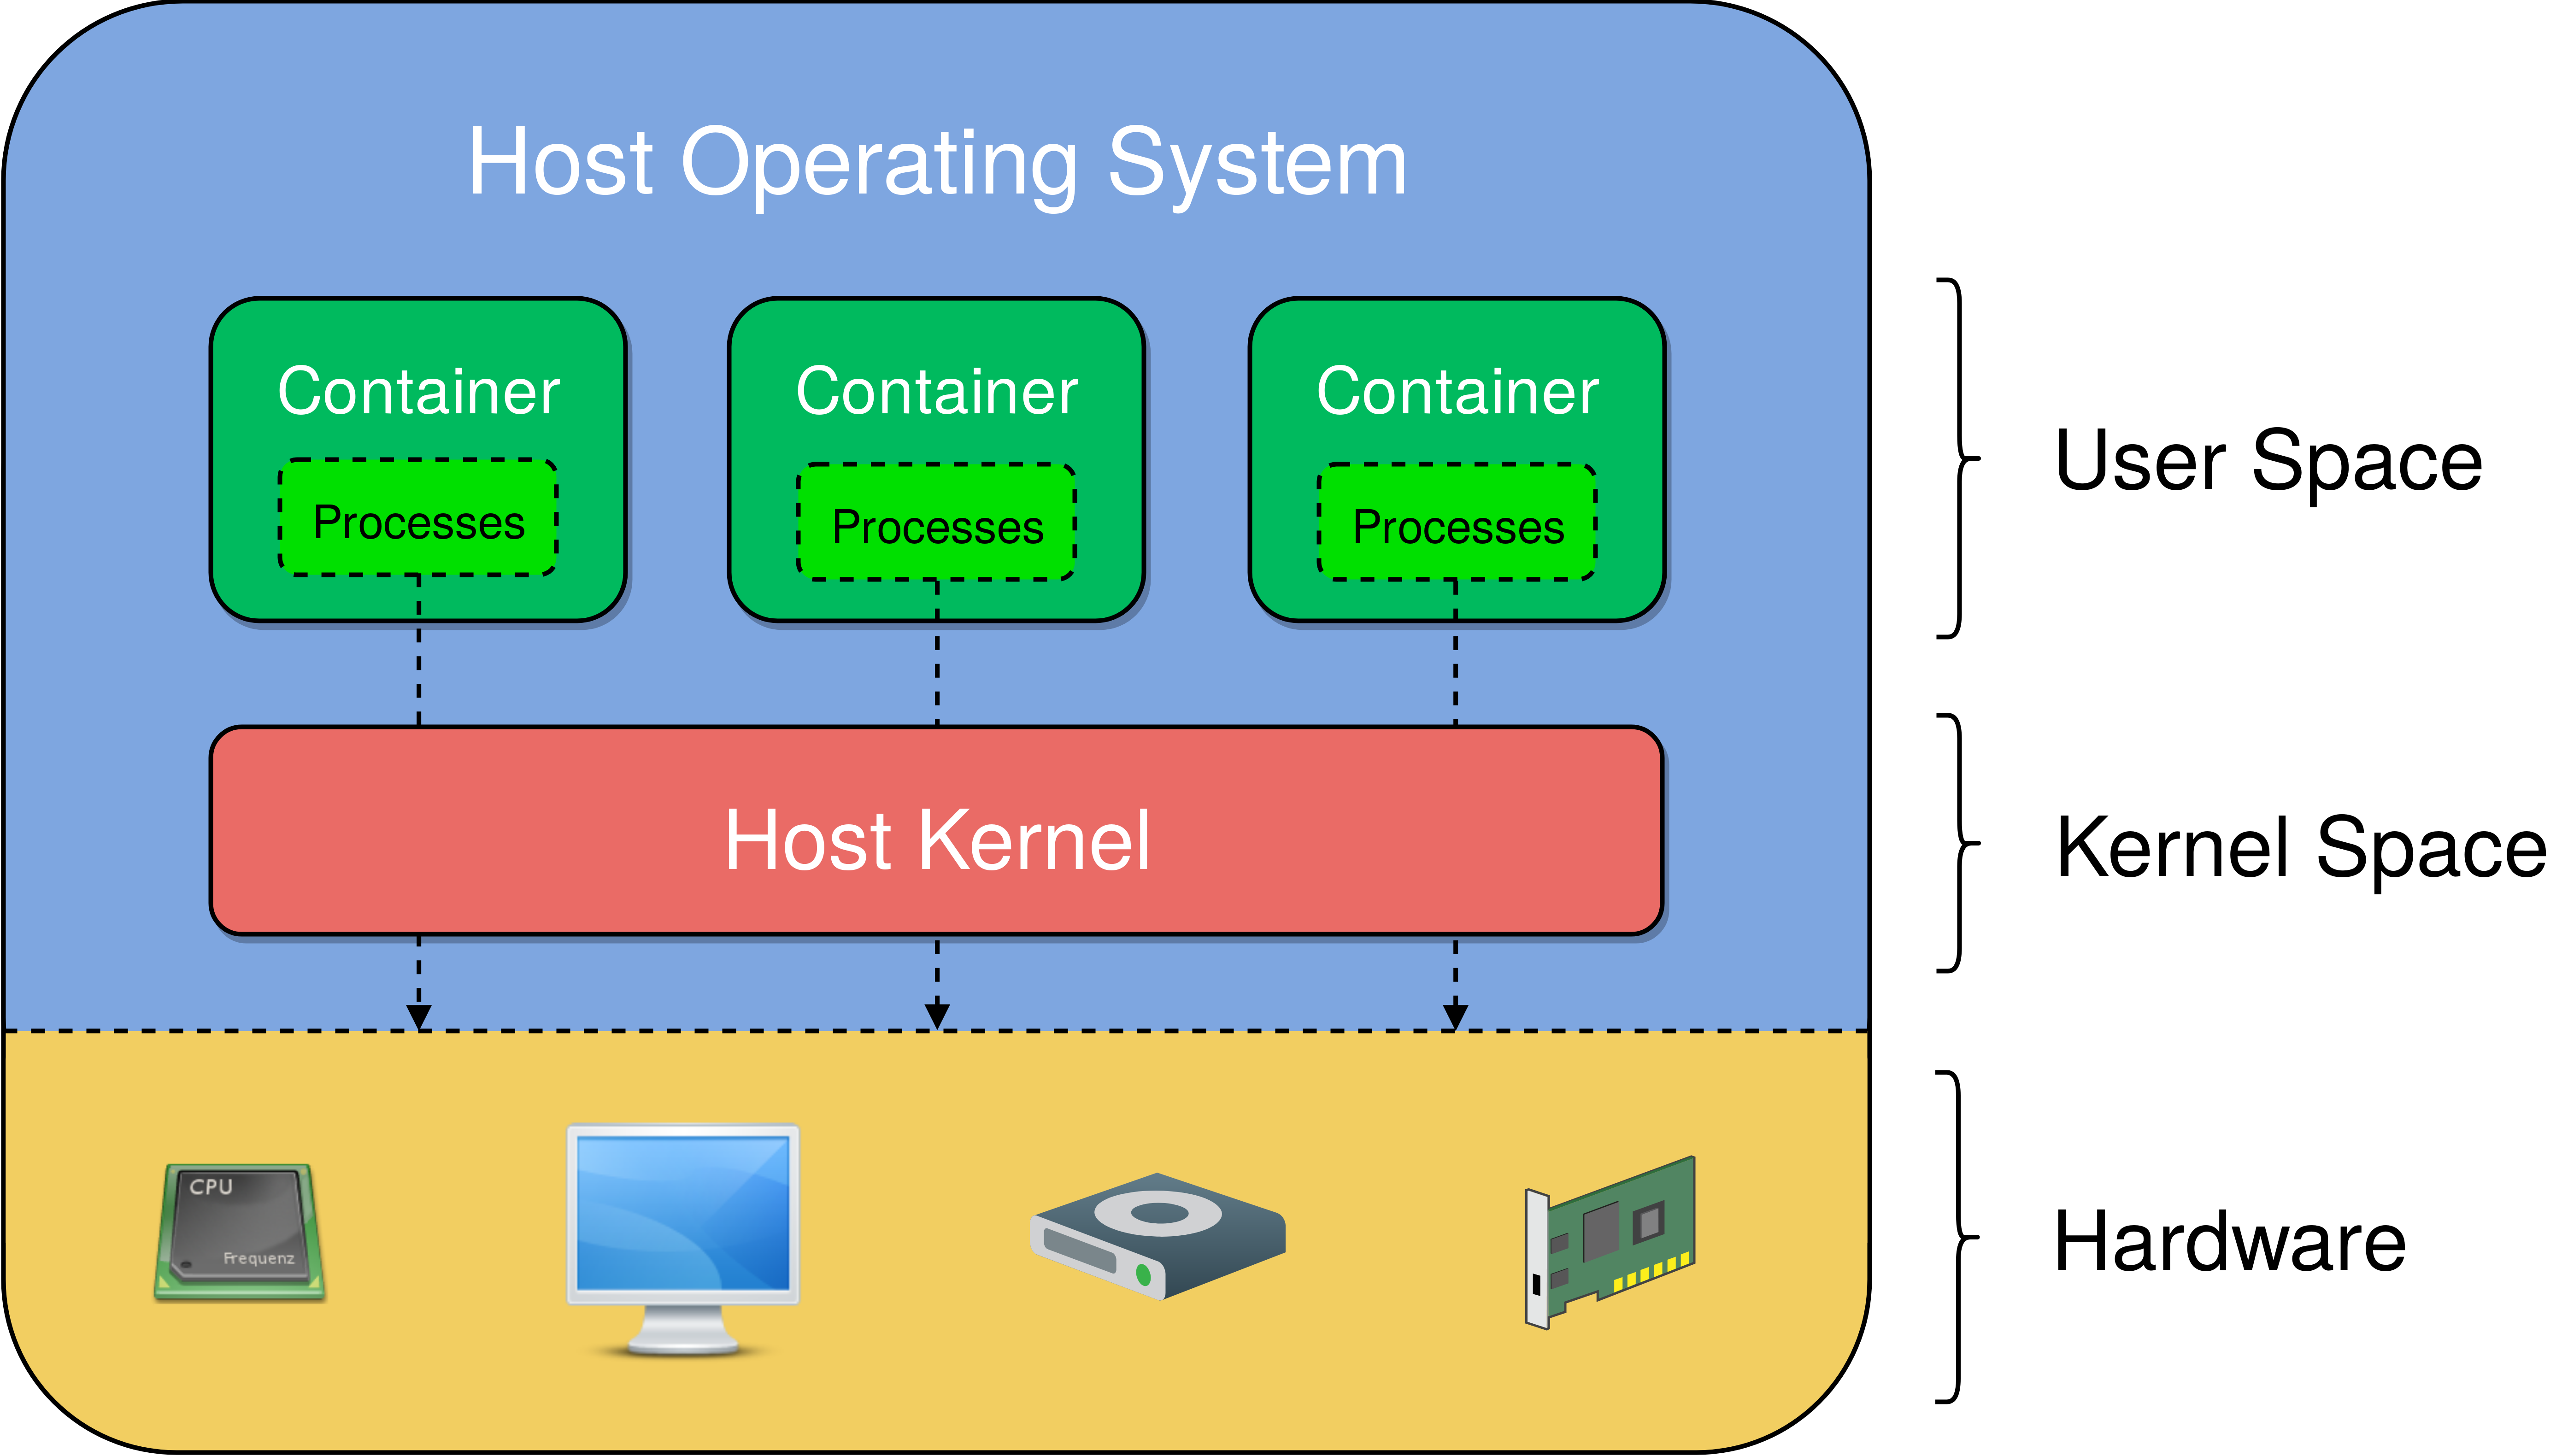 Host Operating System
Container
Container
Container
Processes
Processes
Processes
User Space
Host Kernel
Kernel Space
CPU
Frequenz
Hardware